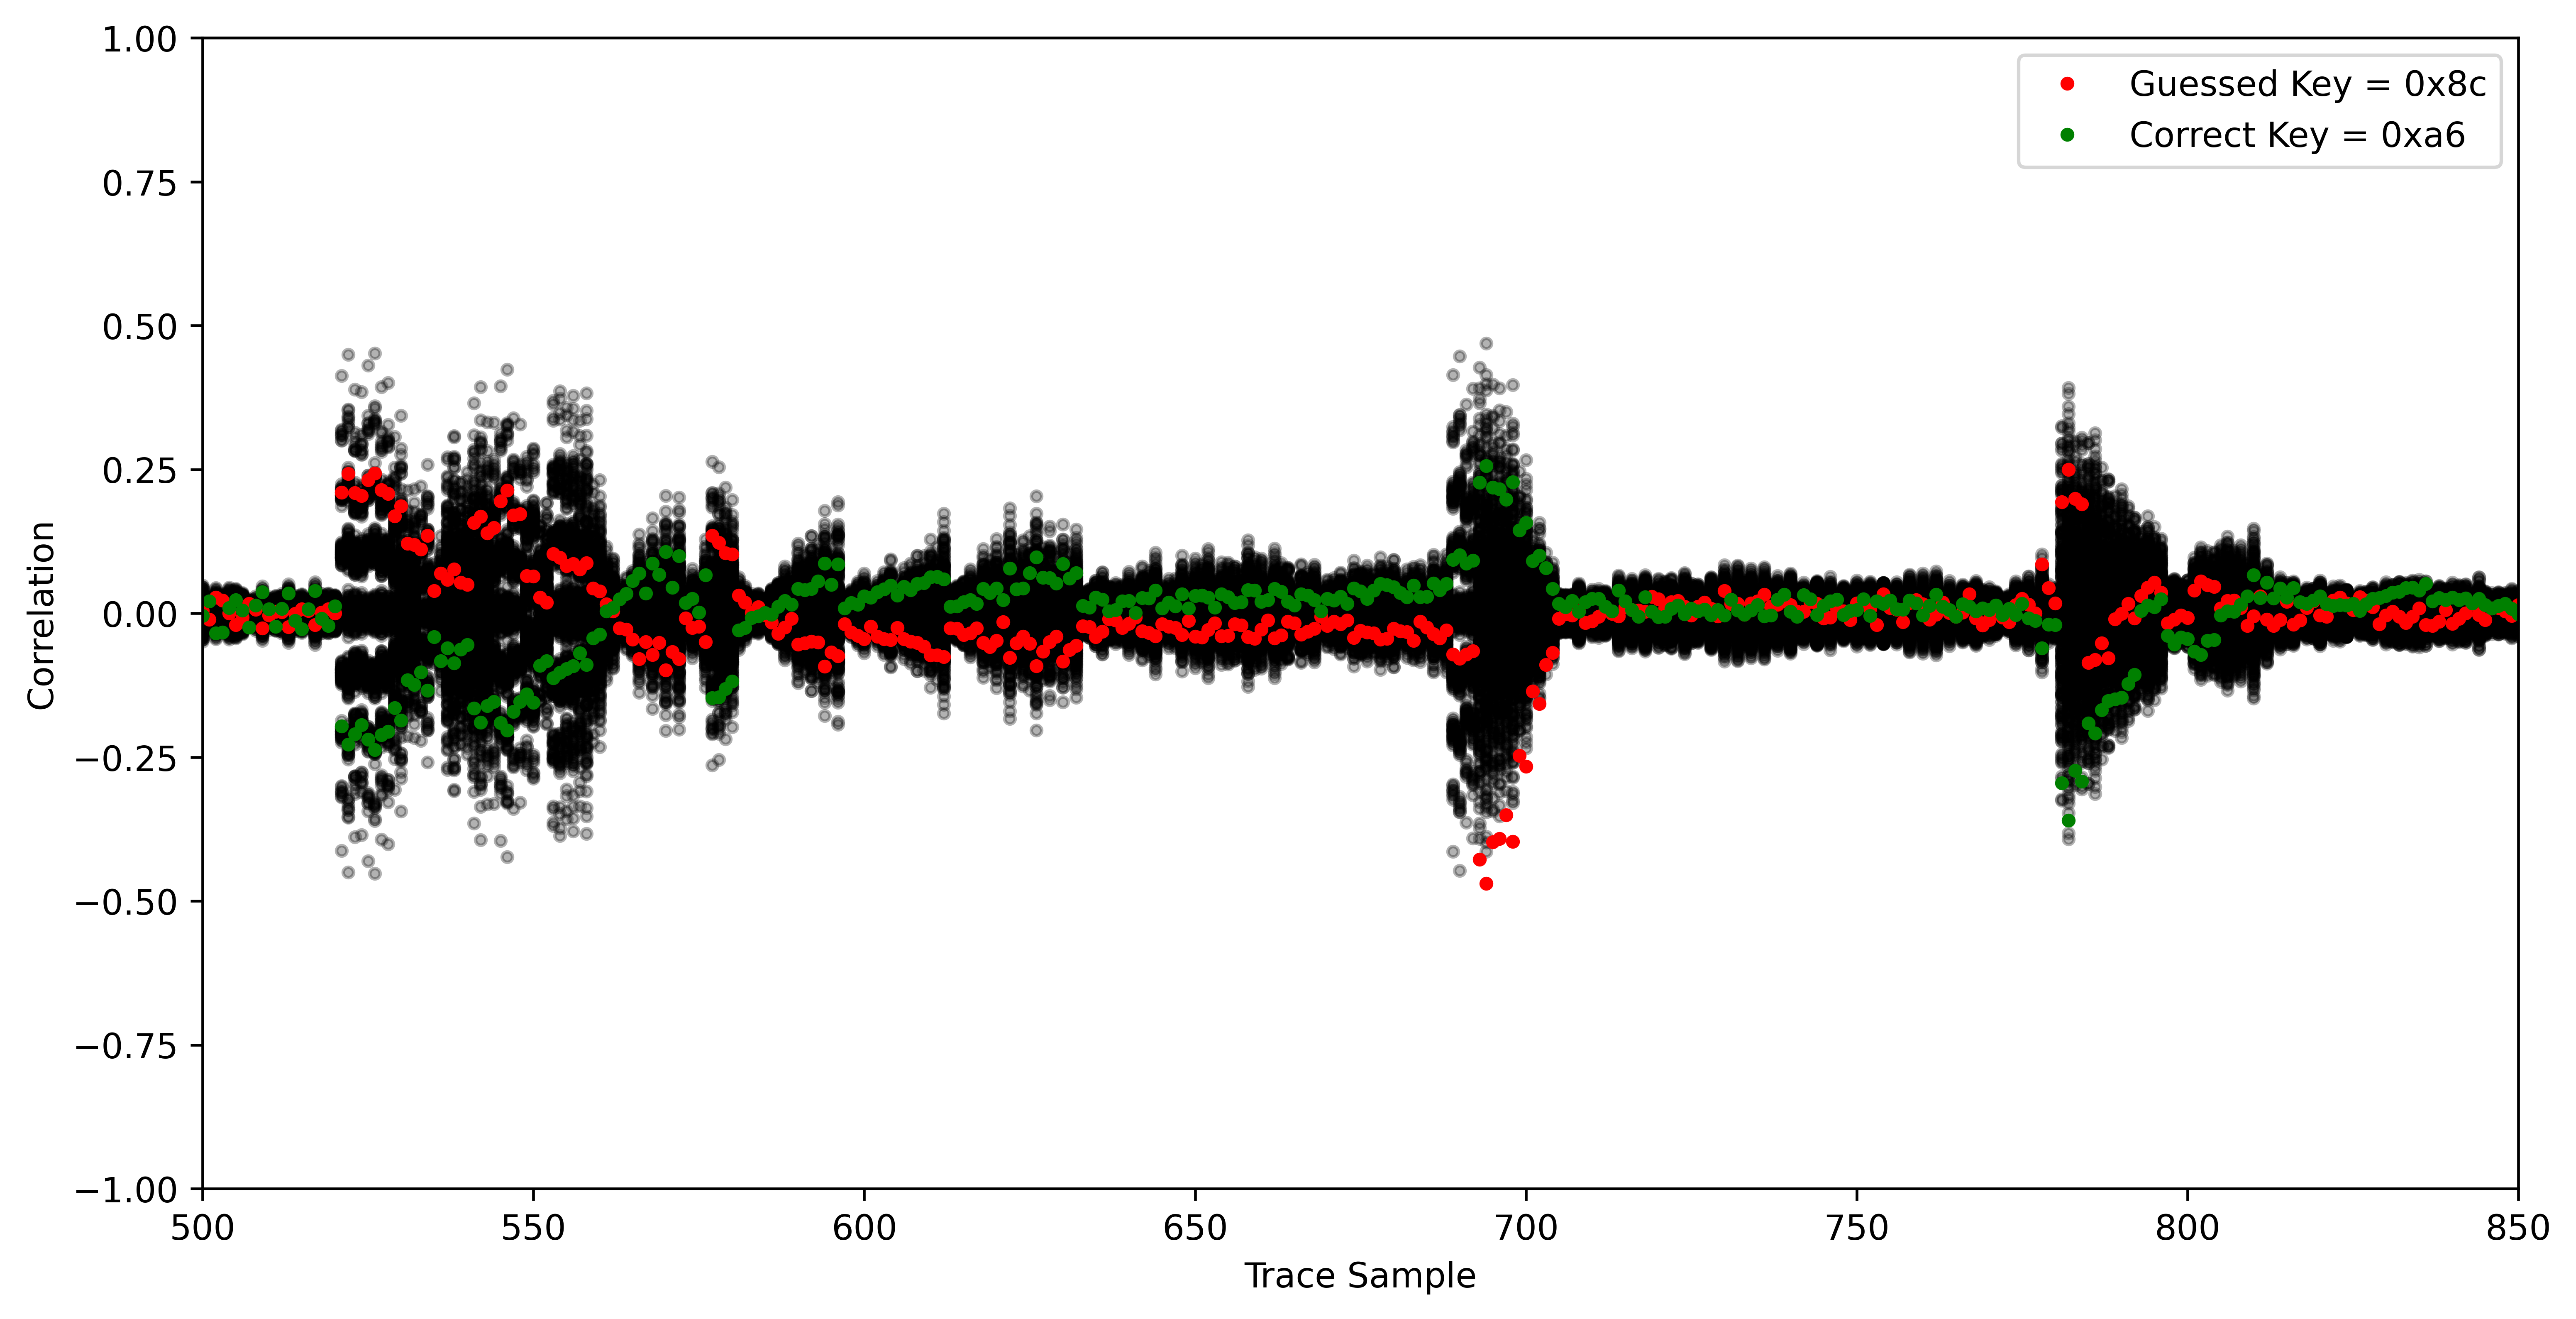 Guessed Key = 0x8c
Correct Key = 0xa6
Correlation
1.00
0.75
0.50
0.25
0.00
−0.25
−0.50
−0.75
−1.00
500 550 600 650 700 750 800 850
Trace Sample